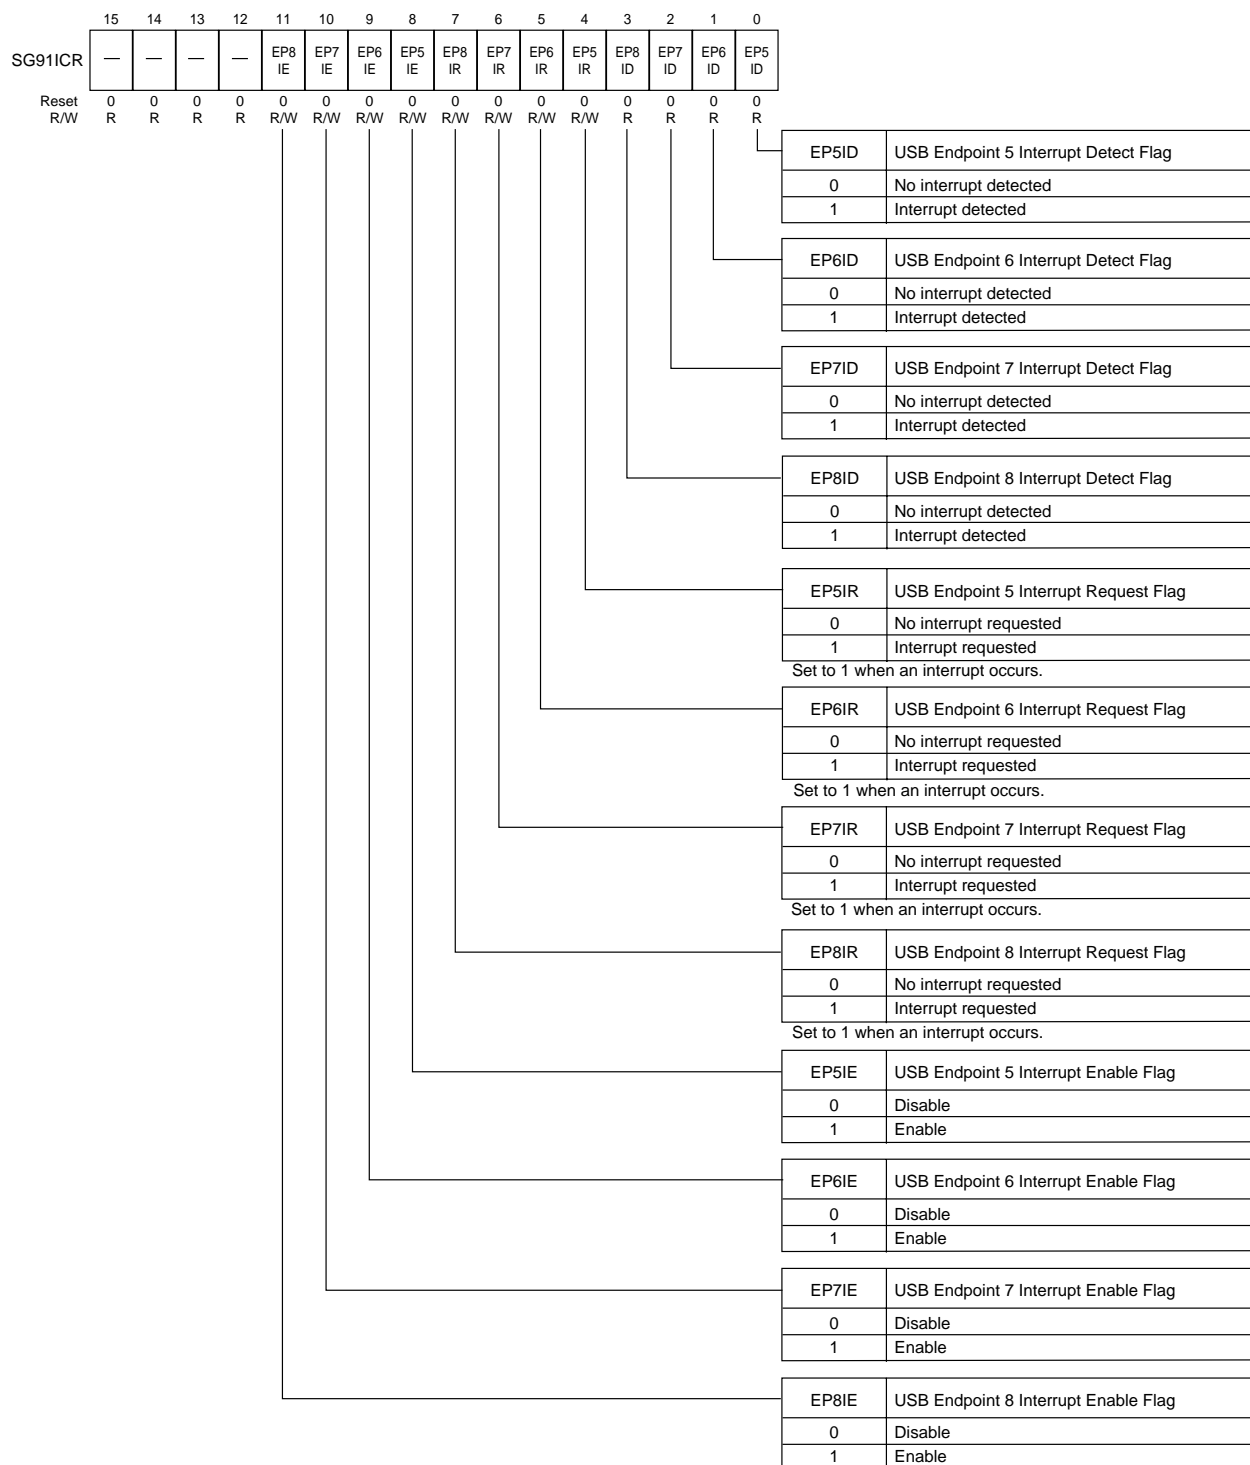 15 14 13 12 11 10 9 8 7 6 5 4 3 2 1 0
SG91ICR — — — — EP8 IE EP7 IE EP6 IE EP5 IE EP8 IR EP7 IR EP6 IR EP5 IR EP8 ID EP7 ID EP6 ID EP5 ID
Reset 0 0 0 0 0 0 0 0 0 0 0 0 0 0 0 0
R/W R R R R R/W R/W R/W R/W R/W R/W R/W R/W R R R R
EP5ID USB Endpoint 5 Interrupt Detect Flag
0 No interrupt detected
1 Interrupt detected
EP6ID USB Endpoint 6 Interrupt Detect Flag
0 No interrupt detected
1 Interrupt detected
EP7ID USB Endpoint 7 Interrupt Detect Flag
0 No interrupt detected
1 Interrupt detected
EP8ID USB Endpoint 8 Interrupt Detect Flag
0 No interrupt detected
1 Interrupt detected
EP5IR USB Endpoint 5 Interrupt Request Flag
0 No interrupt requested
1 Interrupt requested
Set to 1 when an interrupt occurs.
EP6IR USB Endpoint 6 Interrupt Request Flag
0 No interrupt requested
1 Interrupt requested
Set to 1 when an interrupt occurs.
EP7IR USB Endpoint 7 Interrupt Request Flag
0 No interrupt requested
1 Interrupt requested
Set to 1 when an interrupt occurs.
EP8IR USB Endpoint 8 Interrupt Request Flag
0 No interrupt requested
1 Interrupt requested
Set to 1 when an interrupt occurs.
EP5IE USB Endpoint 5 Interrupt Enable Flag
0 Disable
1 Enable
EP6IE USB Endpoint 6 Interrupt Enable Flag
0 Disable
1 Enable
EP7IE USB Endpoint 7 Interrupt Enable Flag
0 Disable
1 Enable
EP8IE USB Endpoint 8 Interrupt Enable Flag
0 Disable
1 Enable